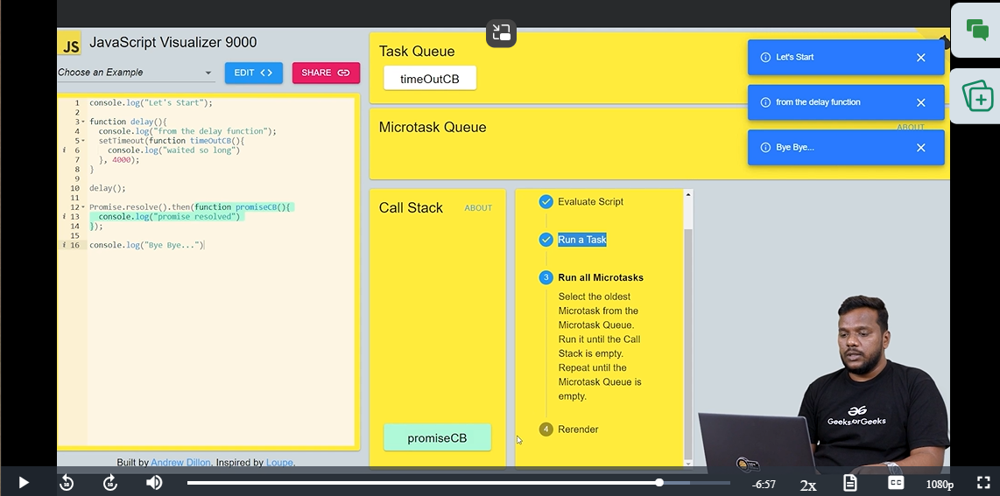 JS
JavaScript Visualizer 9000
Choose an Example
EDIT <>
SHARE
1 console.log("Let's Start");
2
3 function delay(){
4 console.log("from the delay function");
5 setTimeout(function timeOutCB(){
i 6 console.log("waited so long")
7 }, 4000);
8 }
9
10 delay();
11
12 Promise.resolve().then(function promiseCB(){
i 13 console.log("promise resolved")
14 });
15
i 16 console.log("Bye Bye...")
Built by Andrew Dillon. Inspired by Loupe.
Task Queue
timeOutCB
Microtask Queue
ABOUT
Let's Start
from the delay function
Bye Bye...
Call Stack
ABOUT
promiseCB
Evaluate Script
Run a Task
3 Run all Microtasks
Select the oldest
Microtask from the
Microtask Queue.
Run it until the Call
Stack is empty.
Repeat until the
Microtask Queue is
empty.
4 Rerender
GeeksforGeeks
10
10
-6:57
2x
CC
1080p